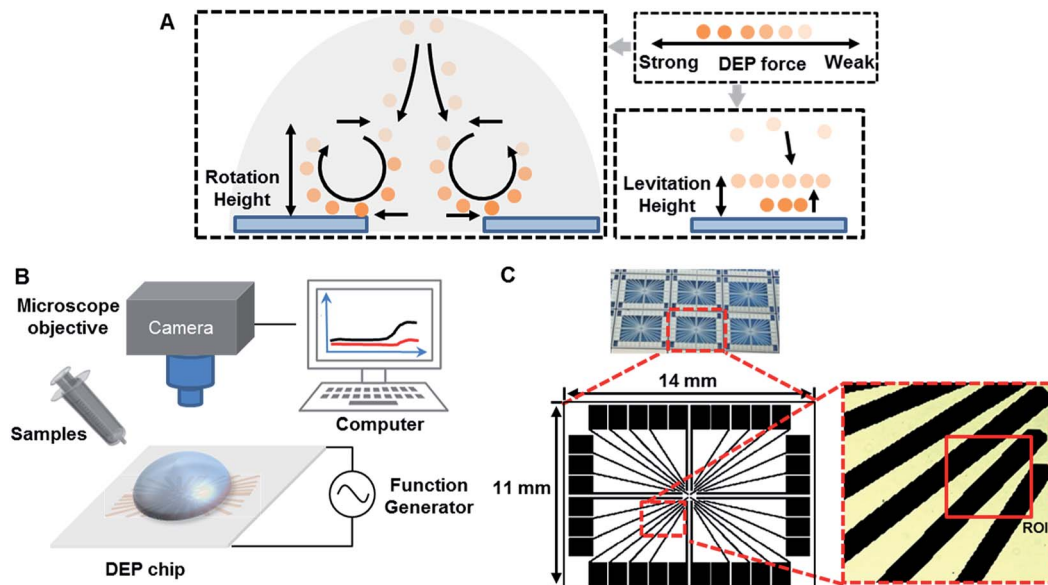 A
Rotation
Height
Strong
DEP force
Weak
Levitation
Height
B
Microscope
objective
Camera
Samples
Computer
Function
Generator
DEP chip
C
14 mm
11 mm
ROI